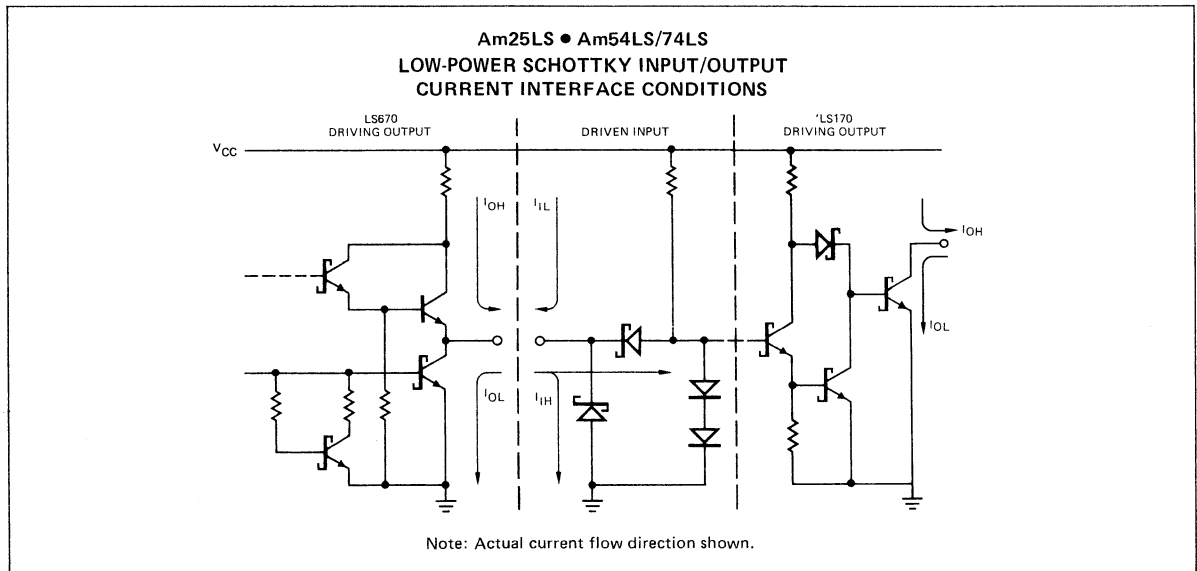 Am25LS • Am54LS/74LS
LOW-POWER SCHOTTKY INPUT/OUTPUT
CURRENT INTERFACE CONDITIONS
LS670
DRIVING OUTPUT
DRIVEN INPUT
'LS170
DRIVING OUTPUT
VCC
IOH
IIL
IOH
IOL
IOL
IIH
Note: Actual current flow direction shown.